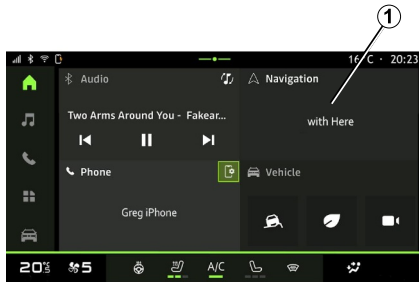 1
16 °C · 20:23
Audio
Navigation
Two Arms Around You - Fakear...
with Here
Phone
Vehicle
Greg iPhone
20°5
5
A/C